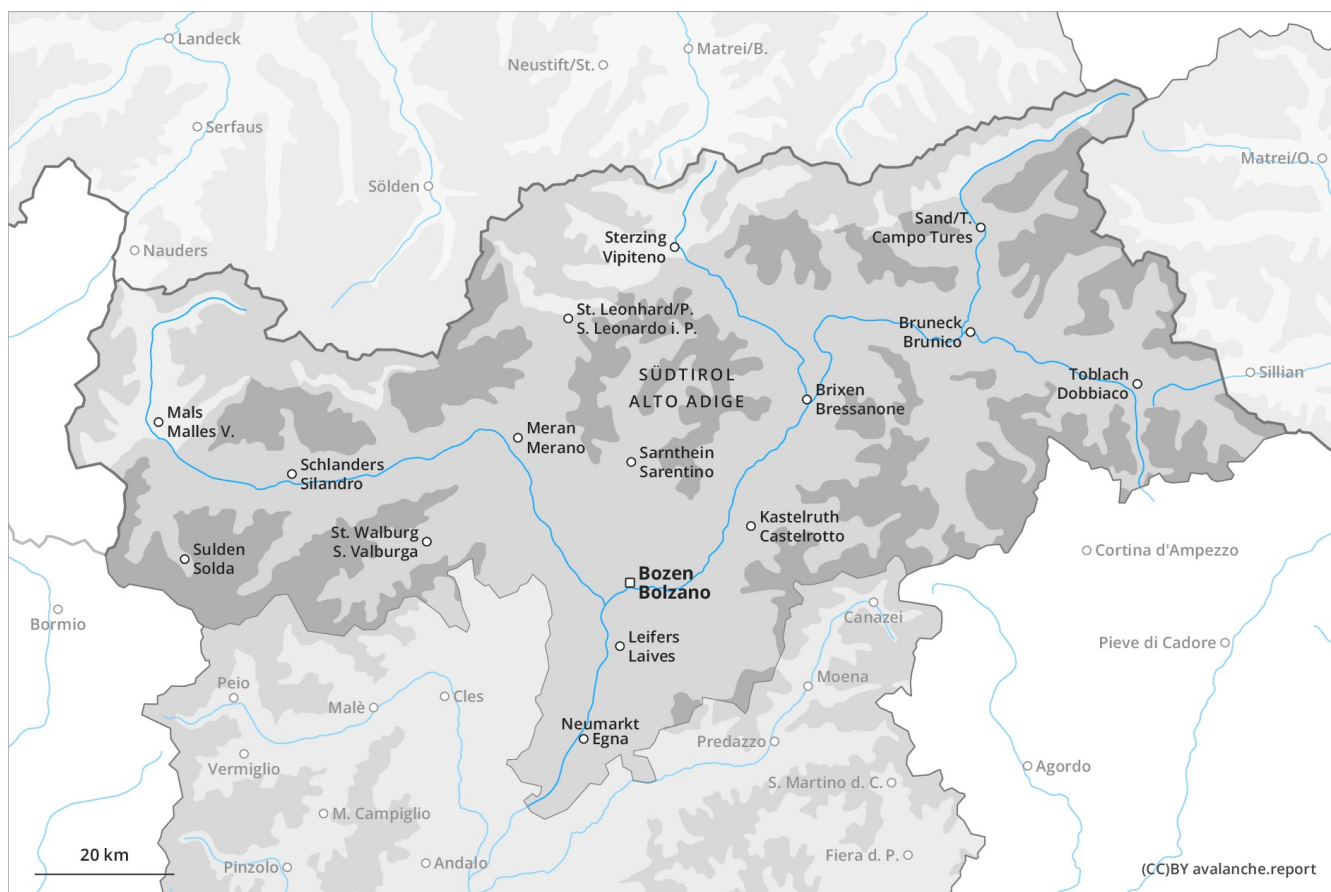 Landeck
Matrei/B.
Neustift/St.
Serfaus
Matrei/O.
Sölden
Sand/T.
Campo Tures
Sterzing
Vipiteno
Nauders
St. Leonhard/P.
S. Leonardo i. P.
Bruneck
Brunico
SÜDTIROL
ALTO ADIGE
Toblach
Dobbiaco
Sillian
Brixen
Bressanone
Mals
Malles V.
Meran
Merano
Sarnthein
Sarentino
Schlanders
Silandro
Kastelruth
Castelrotto
St. Walburg
S. Valburga
Sulden
Solda
Cortina d'Ampezzo
Bozen
Bolzano
Bormio
Canazei
Leifers
Laives
Pieve di Cadore
Moena
Peio
Malè
Cles
Neumarkt
Egna
Predazzo
Vermiglio
Agordo
S. Martino d. C.
M. Campiglio
20 km
Pinzolo
Andalo
Fiera d. P.
(CC)BY avalanche.report